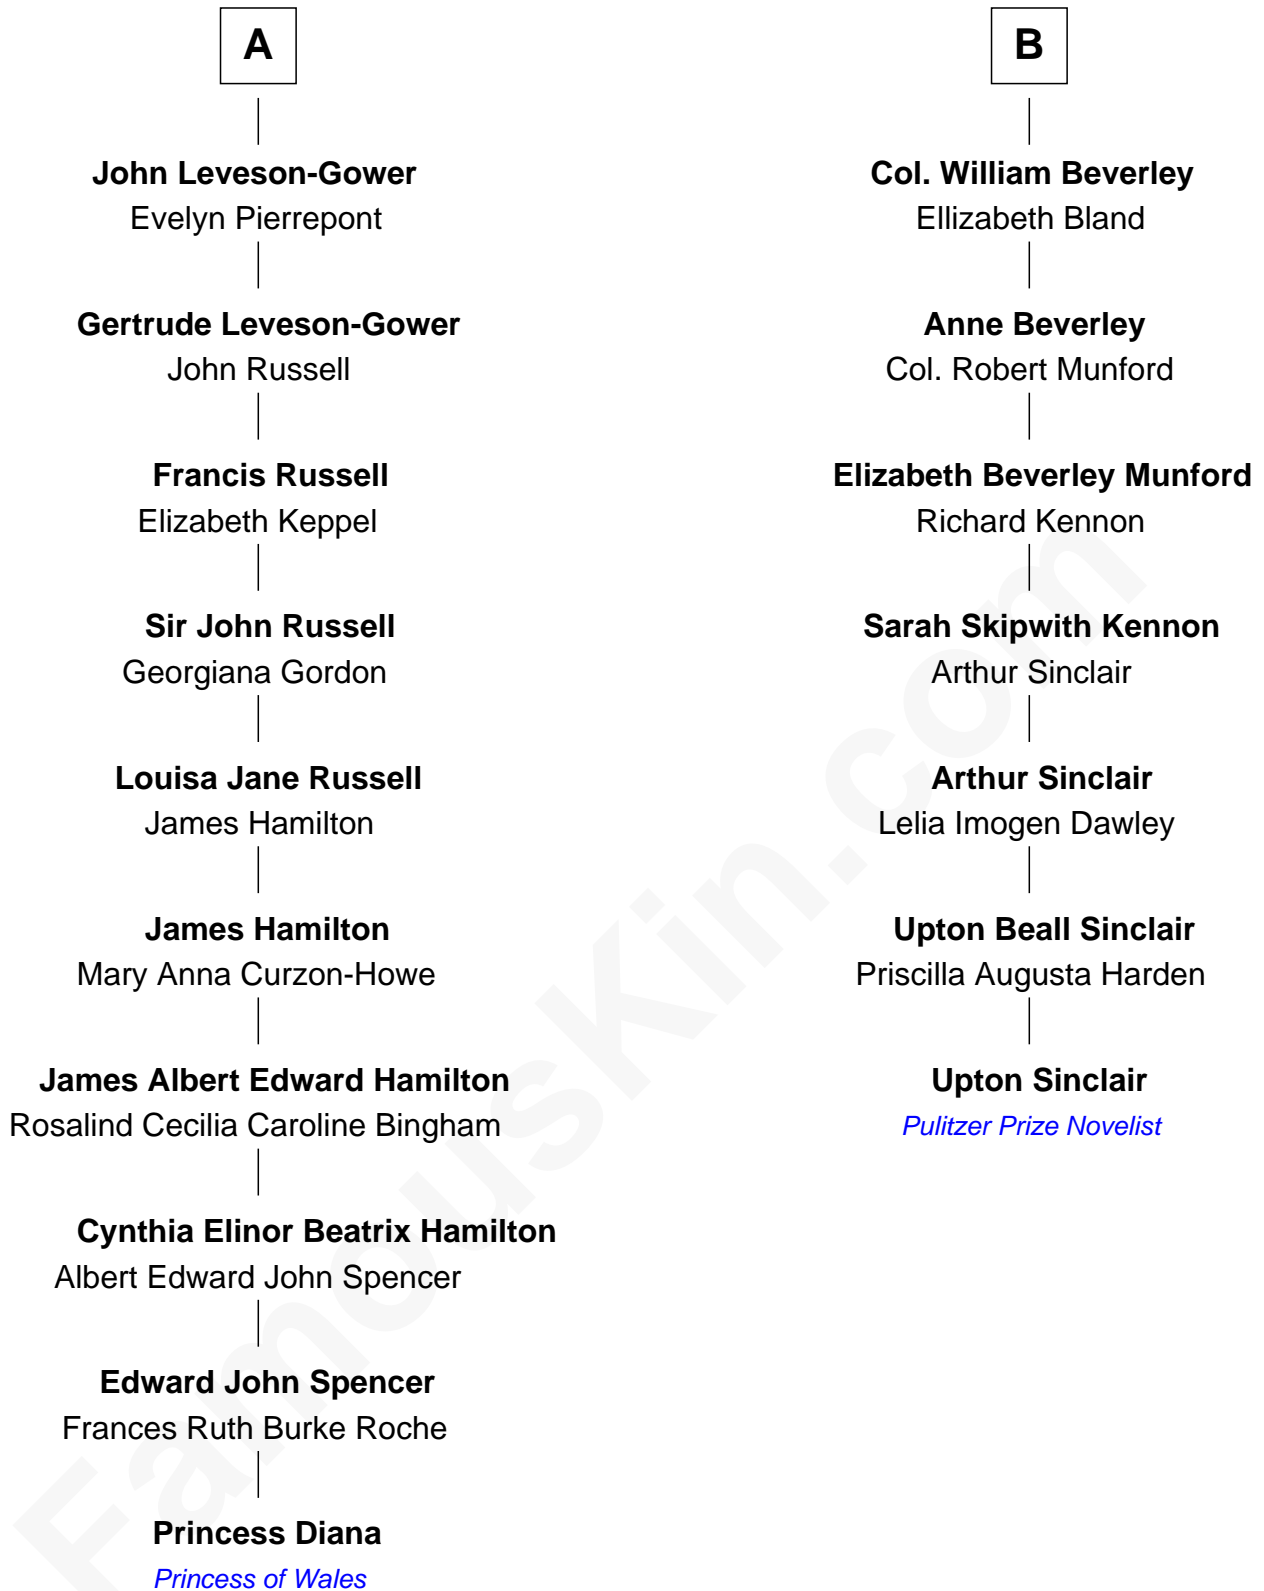 A
John Leveson-Gower
Evelyn Pierrepont
Gertrude Leveson-Gower
John Russell
Francis Russell
Elizabeth Keppel
Sir John Russell
Georgiana Gordon
Louisa Jane Russell
James Hamilton
James Hamilton
Mary Anna Curzon-Howe
James Albert Edward Hamilton
Rosalind Cecilia Caroline Bingham
Cynthia Elinor Beatrix Hamilton
Albert Edward John Spencer
Edward John Spencer
Frances Ruth Burke Roche
Princess Diana
Princess of Wales
B
Col. William Beverley
Ellizabeth Bland
Anne Beverley
Col. Robert Munford
Elizabeth Beverley Munford
Richard Kennon
Sarah Skipwith Kennon
Arthur Sinclair
Arthur Sinclair
Lelia Imogen Dawley
Upton Beall Sinclair
Priscilla Augusta Harden
Upton Sinclair
Pulitzer Prize Novelist
FamousKin.com